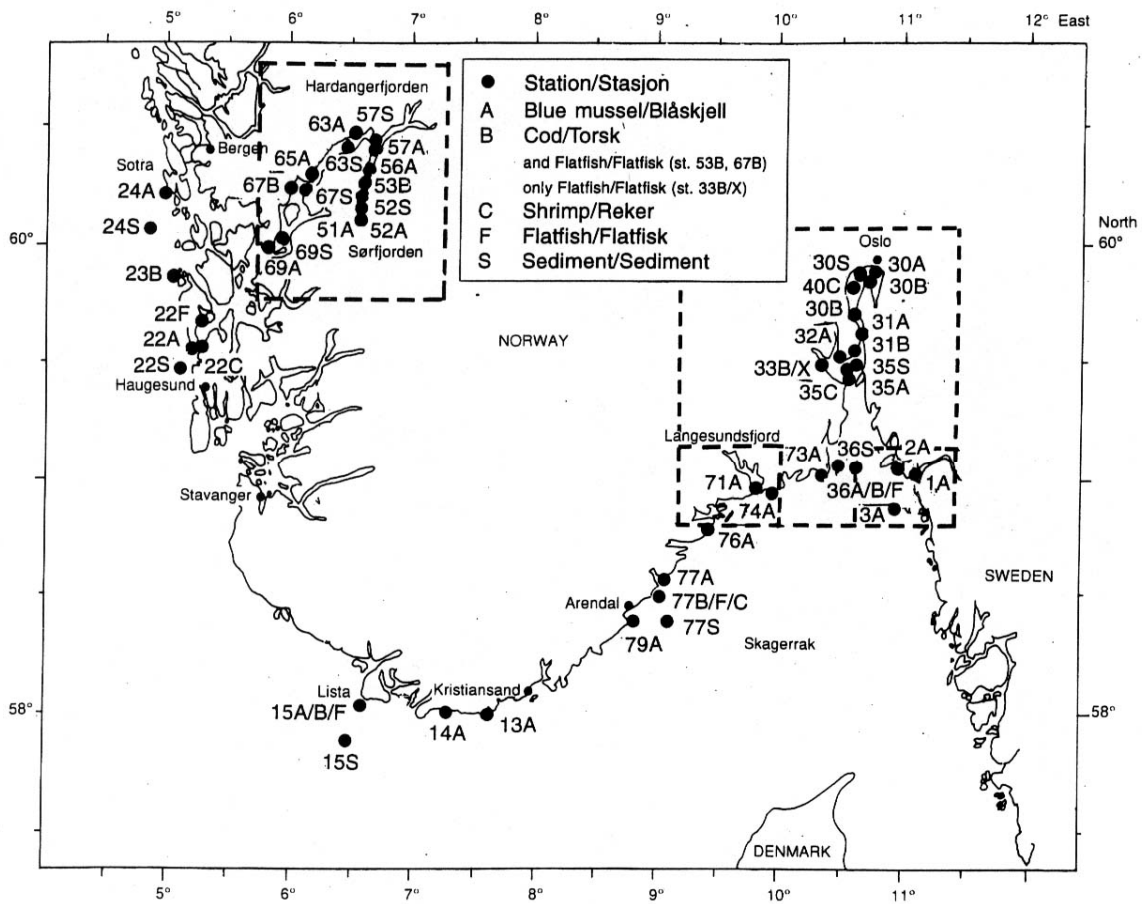 5° 6° 7° 8° 9° 10° 11° 12° East
● Station/Stasjon
A Blue mussel/Blåskjell
B Cod/Torsk
and Flatfish/Flatfisk (st. 53B, 67B)
only Flatfish/Flatfisk (st. 33B/X)
C Shrimp/Reker
F Flatfish/Flatfisk
S Sediment/Sediment
Hardangerfjorden
57S
63A
57A
63S
65A
56A
53B
67B
67S
52S
51A
52A
69S
Sørfjorden
69A
Bergen
Sotra
24A
24S
23B
22F
22A
22S
22C
Haugesund
Stavanger
NORWAY
North
60°
Oslo
30S
30A
40C
30B
30B
31A
32A
31B
33B/X
35S
35C
35A
Langesundsfjord
73A
36S
2A
71A
36A/B/F
1A
74A
3A
76A
77A
SWEDEN
Arendal
77B/F/C
77S
79A
Skagerrak
Lista
Kristiansand
15A/B/F
14A
13A
58°
58°
15S
DENMARK
60°
5° 6° 7° 8° 9° 10° 11°